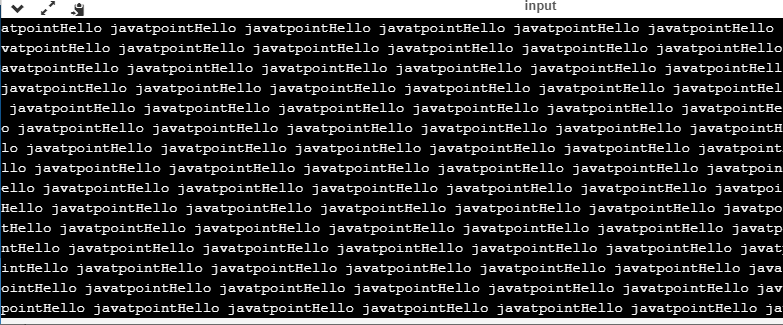 input
atpointHello javatpointHello javatpointHello javatpointHello javatpointHello javatpointHello
vatpointHello javatpointHello javatpointHello javatpointHello javatpointHello javatpointHello
avatpointHello javatpointHello javatpointHello javatpointHello javatpointHello javatpointHell
javatpointHello javatpointHello javatpointHello javatpointHello javatpointHello javatpointHel
javatpointHello javatpointHello javatpointHello javatpointHello javatpointHello javatpointHe
o javatpointHello javatpointHello javatpointHello javatpointHello javatpointHello javatpointH
lo javatpointHello javatpointHello javatpointHello javatpointHello javatpointHello javatpoint
llo javatpointHello javatpointHello javatpointHello javatpointHello javatpointHello javatpoin
ello javatpointHello javatpointHello javatpointHello javatpointHello javatpointHello javatpoi
Hello javatpointHello javatpointHello javatpointHello javatpointHello javatpointHello javatpo
tHello javatpointHello javatpointHello javatpointHello javatpointHello javatpointHello javatp
ntHello javatpointHello javatpointHello javatpointHello javatpointHello javatpointHello javat
intHello javatpointHello javatpointHello javatpointHello javatpointHello javatpointHello java
ointHello javatpointHello javatpointHello javatpointHello javatpointHello javatpointHello jav
pointHello javatpointHello javatpointHello javatpointHello javatpointHello javatpointHello ja